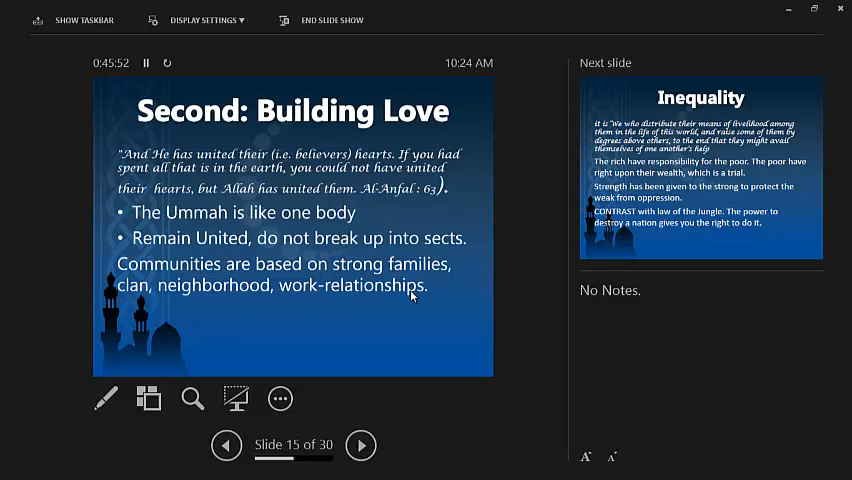 SHOW TASKBAR
DISPLAY SETTINGS ▾
END SLIDE SHOW
0:45:52
10:24 AM
Second: Building Love
"And He has united their (i.e. believers) hearts. If you had
spent all that is in the earth, you could not have united
their hearts, but Allah has united them. Al-Anfal : 63).
• The Ummah is like one body
• Remain United, do not break up into sects.
Communities are based on strong families,
clan, neighborhood, work-relationships.
Slide 15 of 30
Next slide
Inequality
it is We who distribute their means of livelihood among
them in the life of this world, and raise some of them by
degrees above others, to the end that they might avail
themselves of one another's help
The rich have responsibility for the poor. The poor have
right upon their wealth, which is a trial.
Strength has been given to the strong to protect the
weak from oppression.
CONTRAST with law of the Jungle. The power to
destroy a nation gives you the right to do it.
No Notes.
A A